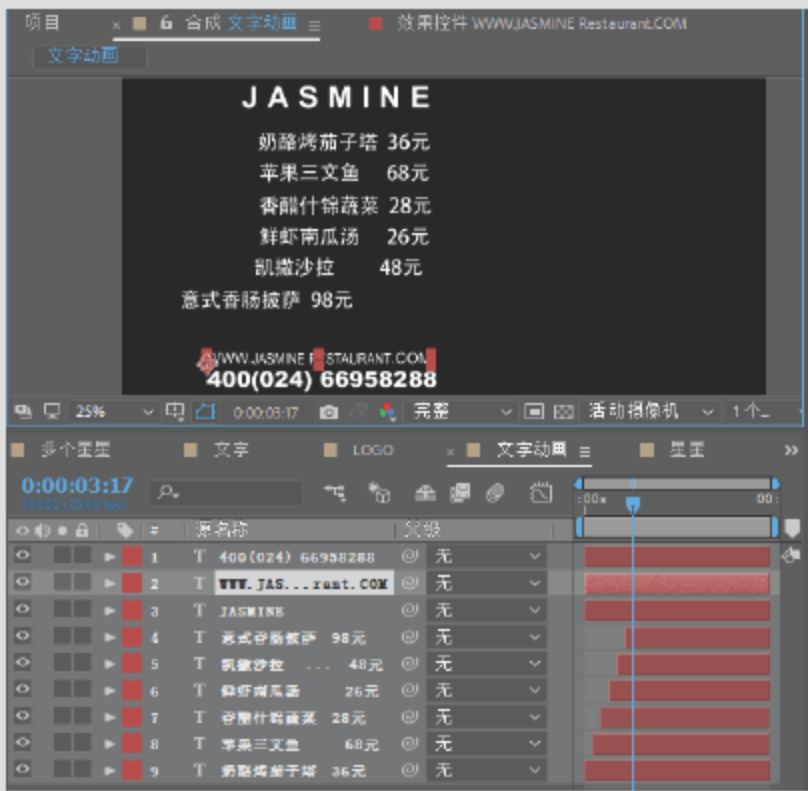 项目 合成 文字动画 效果控件 WWW.JASMINE Restaurant.COM
文字动画
JASMINE
奶酪烤茄子塔 36元
苹果三文鱼 68元
香醋什锦蔬菜 28元
鲜虾南瓜汤 26元
凯撒沙拉 48元
意式香肠披萨 98元
WWW.JASMINE RESTAURANT.COM
400(024) 66958288
25% 0:00:03:17 完整 活动摄像机 1个...
多个星星 文字 LOGO 文字动画 星星
0:00:03:17
:00s 00:
# 源名称 父级
1 T 400(024) 66958288 无
2 T WWW.JAS...rant.COM 无
3 T JASMINE 无
4 T 意式香肠披萨 98元 无
5 T 凯撒沙拉 ... 48元 无
6 T 鲜虾南瓜汤 26元 无
7 T 香醋什锦蔬菜 28元 无
8 T 苹果三文鱼 68元 无
9 T 奶酪烤茄子塔 36元 无